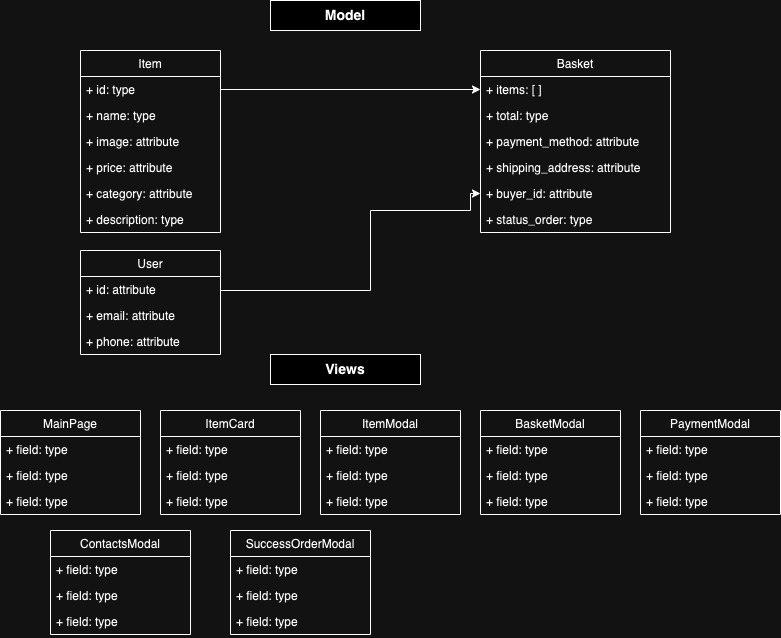 Model
Item
+ id: type
+ name: type
+ image: attribute
+ price: attribute
+ category: attribute
+ description: type
Basket
+ items: [ ]
+ total: type
+ payment_method: attribute
+ shipping_address: attribute
+ buyer_id: attribute
+ status_order: type
User
+ id: attribute
+ email: attribute
+ phone: attribute
Views
MainPage
+ field: type
+ field: type
+ field: type
ItemCard
+ field: type
+ field: type
+ field: type
ItemModal
+ field: type
+ field: type
+ field: type
BasketModal
+ field: type
+ field: type
+ field: type
PaymentModal
+ field: type
+ field: type
+ field: type
ContactsModal
+ field: type
+ field: type
+ field: type
SuccessOrderModal
+ field: type
+ field: type
+ field: type